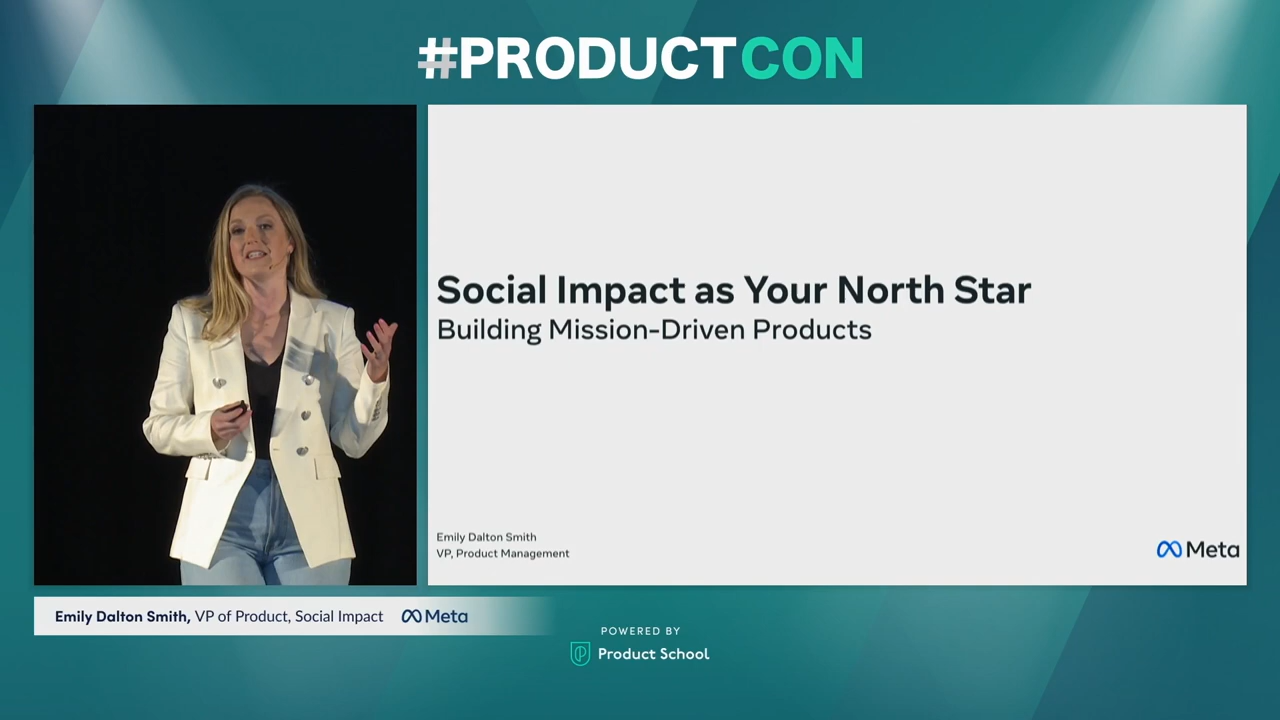 #PRODUCTCON
Social Impact as Your North Star
Building Mission-Driven Products
Emily Dalton Smith
VP, Product Management
Meta
Emily Dalton Smith, VP of Product, Social Impact Meta
POWERED BY
Product School